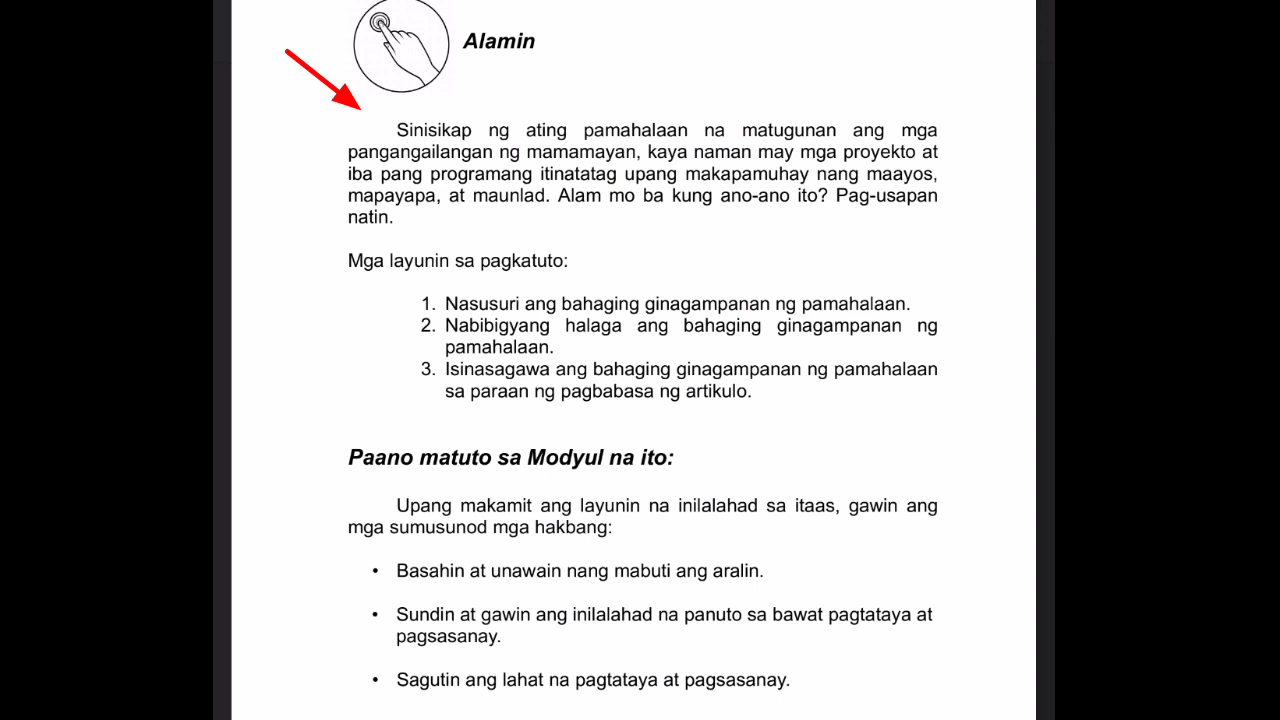 Alamin
Sinisikap ng ating pamahalaan na matugunan ang mga
pangangailangan ng mamamayan, kaya naman may mga proyekto at
iba pang programang itinatatag upang makapamuhay nang maayos,
mapayapa, at maunlad. Alam mo ba kung ano-ano ito? Pag-usapan
natin.
Mga layunin sa pagkatuto:
1. Nasusuri ang bahaging ginagampanan ng pamahalaan.
2. Nabibigyang halaga ang bahaging ginagampanan ng
pamahalaan.
3. Isinasagawa ang bahaging ginagampanan ng pamahalaan
sa paraan ng pagbabasa ng artikulo.
Paano matuto sa Modyul na ito:
Upang makamit ang layunin na inilalahad sa itaas, gawin ang
mga sumusunod mga hakbang:
• Basahin at unawain nang mabuti ang aralin.
• Sundin at gawin ang inilalahad na panuto sa bawat pagtataya at
pagsasanay.
• Sagutin ang lahat na pagtataya at pagsasanay.